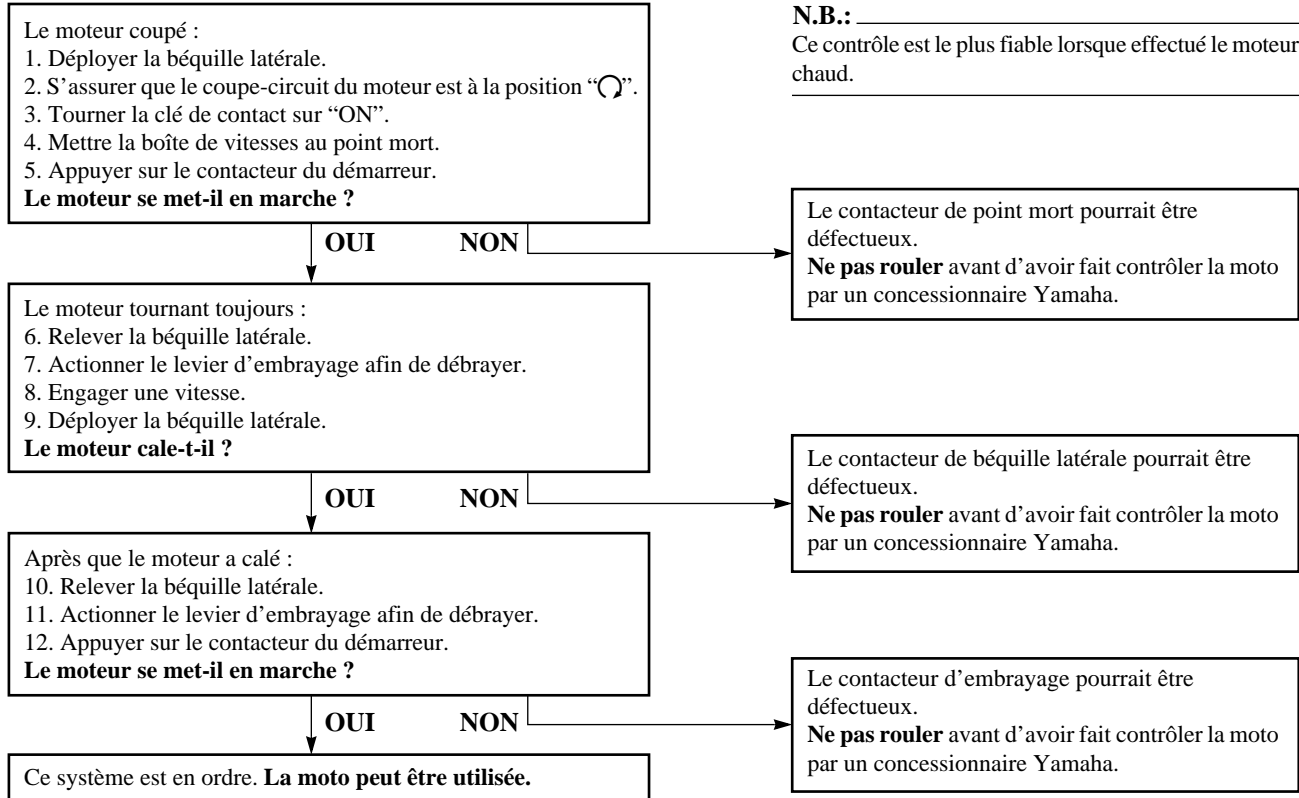 Le moteur coupé :
1. Déployer la béquille latérale.
2. S’assurer que le coupe-circuit du moteur est à la position “”.
3. Tourner la clé de contact sur “ON”.
4. Mettre la boîte de vitesses au point mort.
5. Appuyer sur le contacteur du démarreur.
Le moteur se met-il en marche ?
N.B.:
Ce contrôle est le plus fiable lorsque effectué le moteur
chaud.
OUI NON
Le contacteur de point mort pourrait être
défectueux.
Ne pas rouler avant d’avoir fait contrôler la moto
par un concessionnaire Yamaha.
Le moteur tournant toujours :
6. Relever la béquille latérale.
7. Actionner le levier d’embrayage afin de débrayer.
8. Engager une vitesse.
9. Déployer la béquille latérale.
Le moteur cale-t-il ?
OUI NON
Le contacteur de béquille latérale pourrait être
défectueux.
Ne pas rouler avant d’avoir fait contrôler la moto
par un concessionnaire Yamaha.
Après que le moteur a calé :
10. Relever la béquille latérale.
11. Actionner le levier d’embrayage afin de débrayer.
12. Appuyer sur le contacteur du démarreur.
Le moteur se met-il en marche ?
OUI NON
Le contacteur d’embrayage pourrait être
défectueux.
Ne pas rouler avant d’avoir fait contrôler la moto
par un concessionnaire Yamaha.
Ce système est en ordre. La moto peut être utilisée.